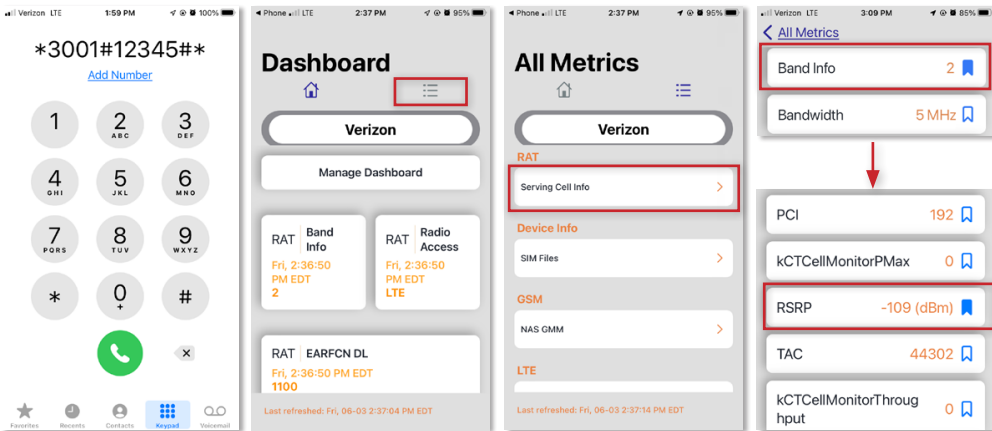 Verizon LTE 1:59 PM 100%
*3001#12345#*
Add Number
1 2 3
ABC DEF
4 5 6
GHI JKL MNO
7 8 9
PQRS TUV WXYZ
* 0 #
+
Favorites Recents Contacts Keypad Voicemail
Phone LTE 2:37 PM 95%
Dashboard
Verizon
Manage Dashboard
RAT Band
Info
Fri, 2:36:50
PM EDT
2
RAT Radio
Access
Fri, 2:36:50
PM EDT
LTE
RAT EARFCN DL
Fri, 2:36:50 PM EDT
1100
Last refreshed: Fri, 06-03 2:37:04 PM EDT
Phone LTE 2:37 PM 95%
All Metrics
Verizon
RAT
Serving Cell Info
Device Info
SIM Files
GSM
NAS GMM
LTE
Last refreshed: Fri, 06-03 2:37:14 PM EDT
Verizon LTE 3:09 PM 85%
All Metrics
Band Info 2
Bandwidth 5 MHz
PCI 192
kCTCellMonitorPMax 0
RSRP -109 (dBm)
TAC 44302
kCTCellMonitorThroug
hput 0